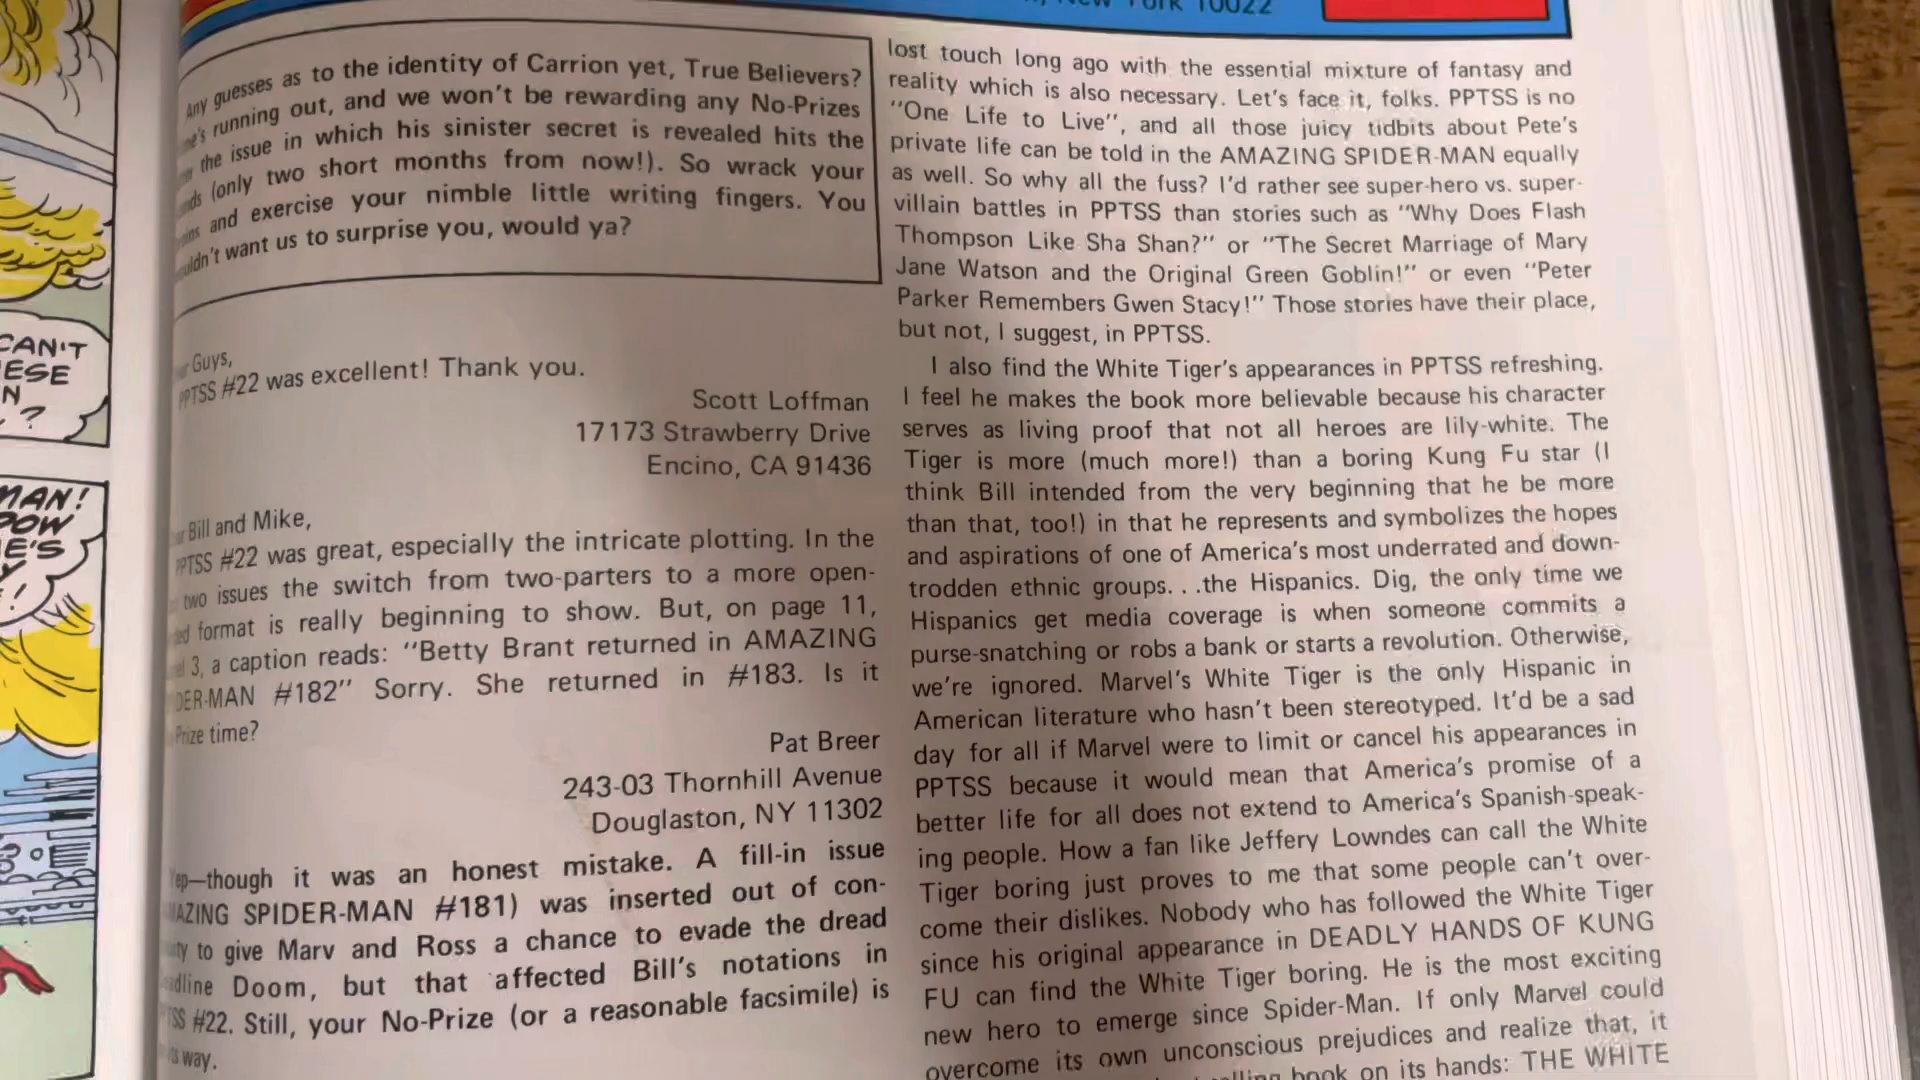 New York 10022
Any guesses as to the identity of Carrion yet, True Believers?
running out, and we won't be rewarding any No-Prizes
the issue in which his sinister secret is revealed hits the
(only two short months from now!). So wrack your
and exercise your nimble little writing fingers. You
want us to surprise you, would ya?
Guys,
PPTSS #22 was excellent! Thank you.
Scott Loffman
17173 Strawberry Drive
Encino, CA 91436
Bill and Mike,
PPTSS #22 was great, especially the intricate plotting. In the
two issues the switch from two-parters to a more open-
format is really beginning to show. But, on page 11,
3, a caption reads: "Betty Brant returned in AMAZING
DER-MAN #182" Sorry. She returned in #183. Is it
Prize time?
Pat Breer
243-03 Thornhill Avenue
Douglaston, NY 11302
Yep—though it was an honest mistake. A fill-in issue
AZING SPIDER-MAN #181) was inserted out of con-
to give Marv and Ross a chance to evade the dread
Doom, but that affected Bill's notations in
#22. Still, your No-Prize (or a reasonable facsimile) is
way.
lost touch long ago with the essential mixture of fantasy and
reality which is also necessary. Let's face it, folks. PPTSS is no
"One Life to Live", and all those juicy tidbits about Pete's
private life can be told in the AMAZING SPIDER-MAN equally
as well. So why all the fuss? I'd rather see super-hero vs. super-
villain battles in PPTSS than stories such as "Why Does Flash
Thompson Like Sha Shan?" or "The Secret Marriage of Mary
Jane Watson and the Original Green Goblin!" or even "Peter
Parker Remembers Gwen Stacy!" Those stories have their place,
but not, I suggest, in PPTSS.
I also find the White Tiger's appearances in PPTSS refreshing.
I feel he makes the book more believable because his character
serves as living proof that not all heroes are lily-white. The
Tiger is more (much more!) than a boring Kung Fu star (I
think Bill intended from the very beginning that he be more
than that, too!) in that he represents and symbolizes the hopes
and aspirations of one of America's most underrated and down-
trodden ethnic groups. . .the Hispanics. Dig, the only time we
Hispanics get media coverage is when someone commits a
purse-snatching or robs a bank or starts a revolution. Otherwise,
we're ignored. Marvel's White Tiger is the only Hispanic in
American literature who hasn't been stereotyped. It'd be a sad
day for all if Marvel were to limit or cancel his appearances in
PPTSS because it would mean that America's promise of a
better life for all does not extend to America's Spanish-speak-
ing people. How a fan like Jeffery Lowndes can call the White
Tiger boring just proves to me that some people can't over-
come their dislikes. Nobody who has followed the White Tiger
since his original appearance in DEADLY HANDS OF KUNG
FU can find the White Tiger boring. He is the most exciting
new hero to emerge since Spider-Man. If only Marvel could
overcome its own unconscious prejudices and realize that, it
book on its hands: THE WHITE
CAN'T
ESE
N
?
MAN!
POW
E'S
!